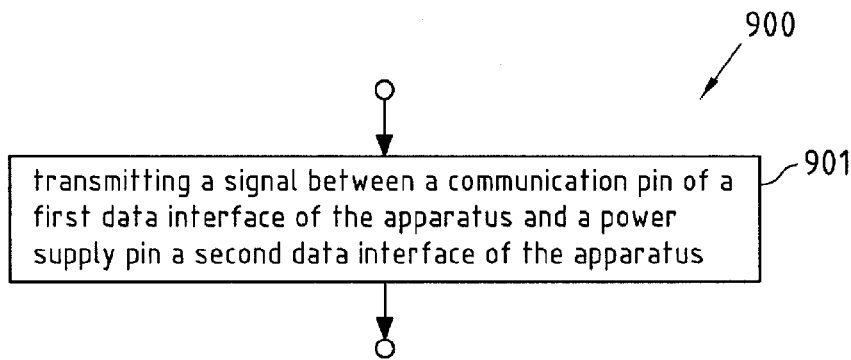 900
901
transmitting a signal between a communication pin of a
first data interface of the apparatus and a power
supply pin a second data interface of the apparatus